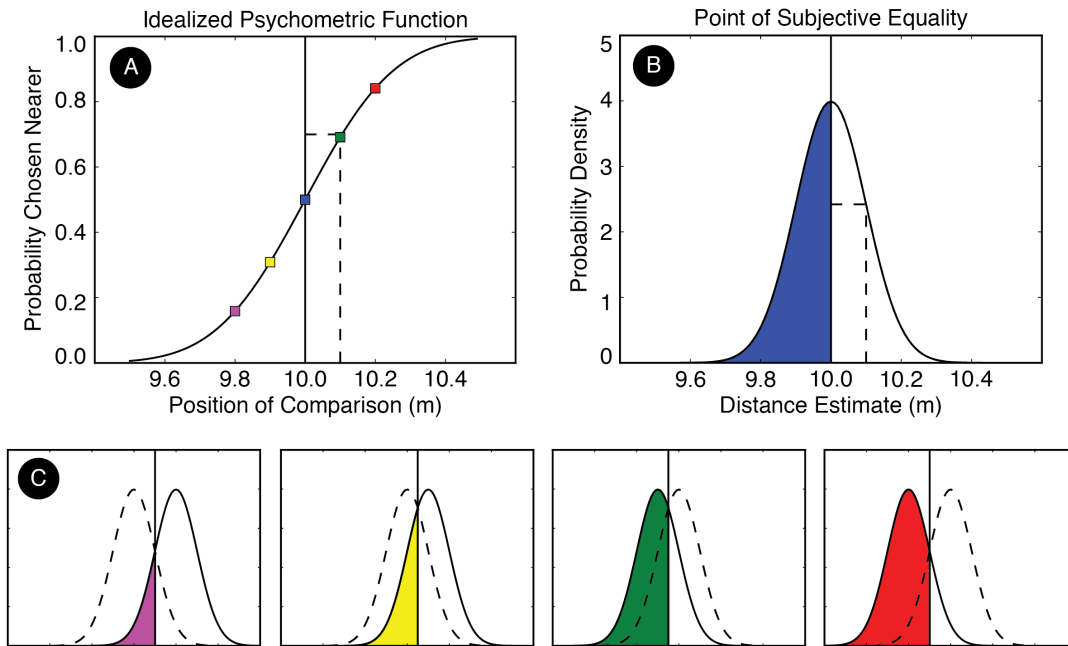 Idealized Psychometric Function
A
Probability Chosen Nearer
1.0
0.8
0.6
0.4
0.2
0.0
9.6 9.8 10.0 10.2 10.4
Position of Comparison (m)
Point of Subjective Equality
B
Probability Density
5
4
3
2
1
0
9.6 9.8 10.0 10.2 10.4
Distance Estimate (m)
C